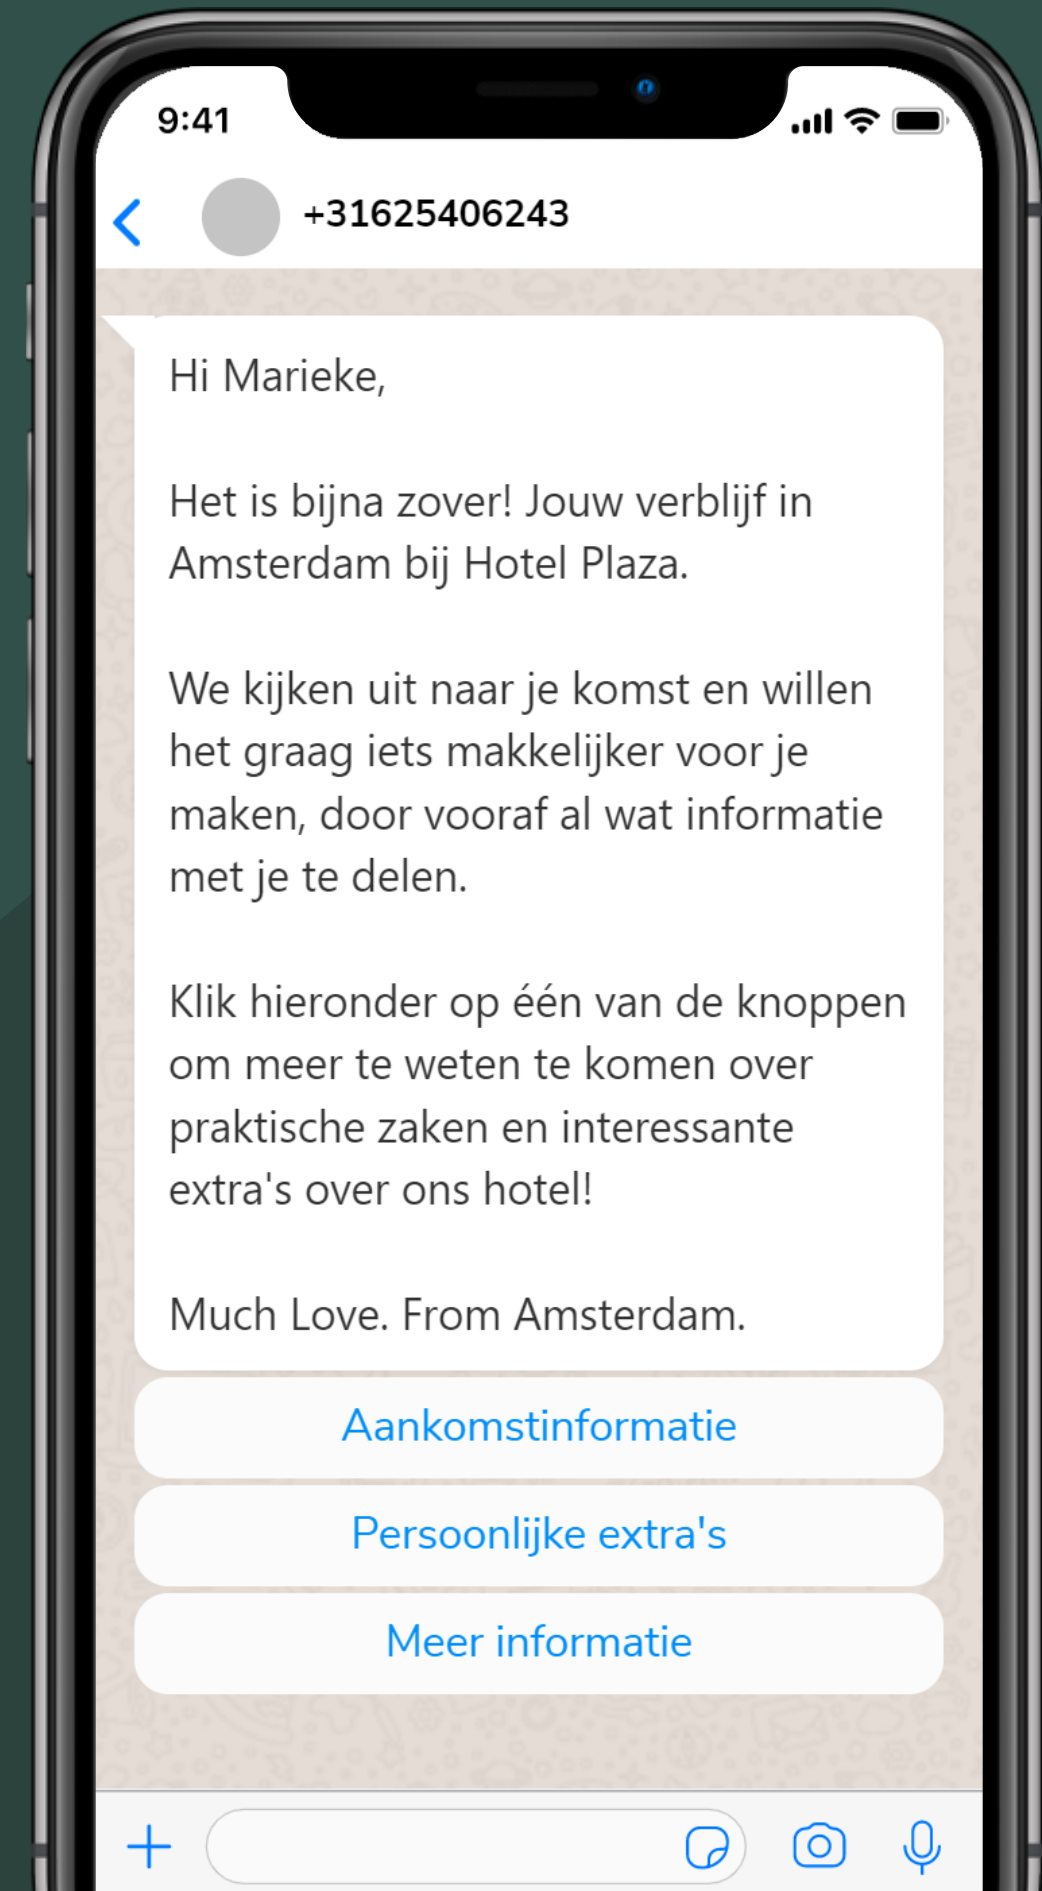 9:41
+31625406243
Hi Marieke,
Het is bijna zover! Jouw verblijf in
Amsterdam bij Hotel Plaza.
We kijken uit naar je komst en willen
het graag iets makkelijker voor je
maken, door vooraf al wat informatie
met je te delen.
Klik hieronder op één van de knoppen
om meer te weten te komen over
praktische zaken en interessante
extra's over ons hotel!
Much Love. From Amsterdam.
Aankomstinformatie
Persoonlijke extra's
Meer informatie